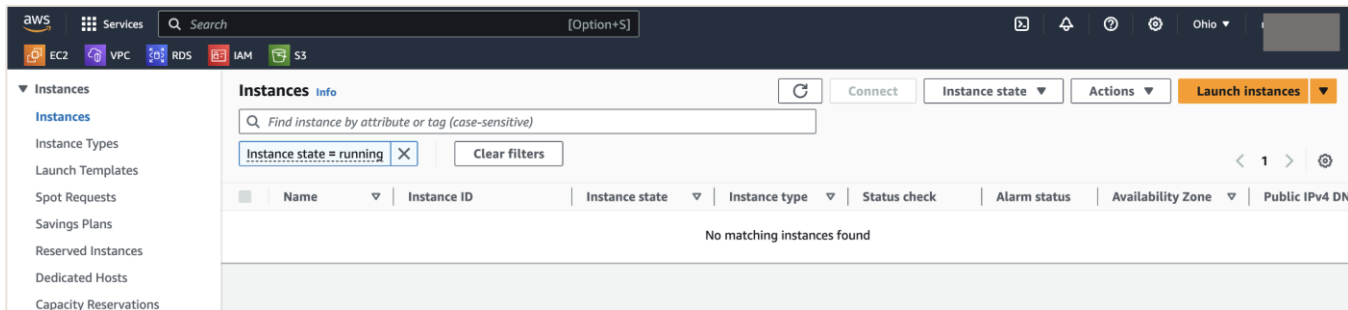 aws Services Search [Option+S] Ohio
EC2 VPC RDS IAM S3
Instances
Instances
Instance Types
Launch Templates
Spot Requests
Savings Plans
Reserved Instances
Dedicated Hosts
Capacity Reservations
Instances Info Connect Instance state Actions Launch instances
Find instance by attribute or tag (case-sensitive)
Instance state = running Clear filters
1
Name Instance ID Instance state Instance type Status check Alarm status Availability Zone Public IPv4 DN
No matching instances found